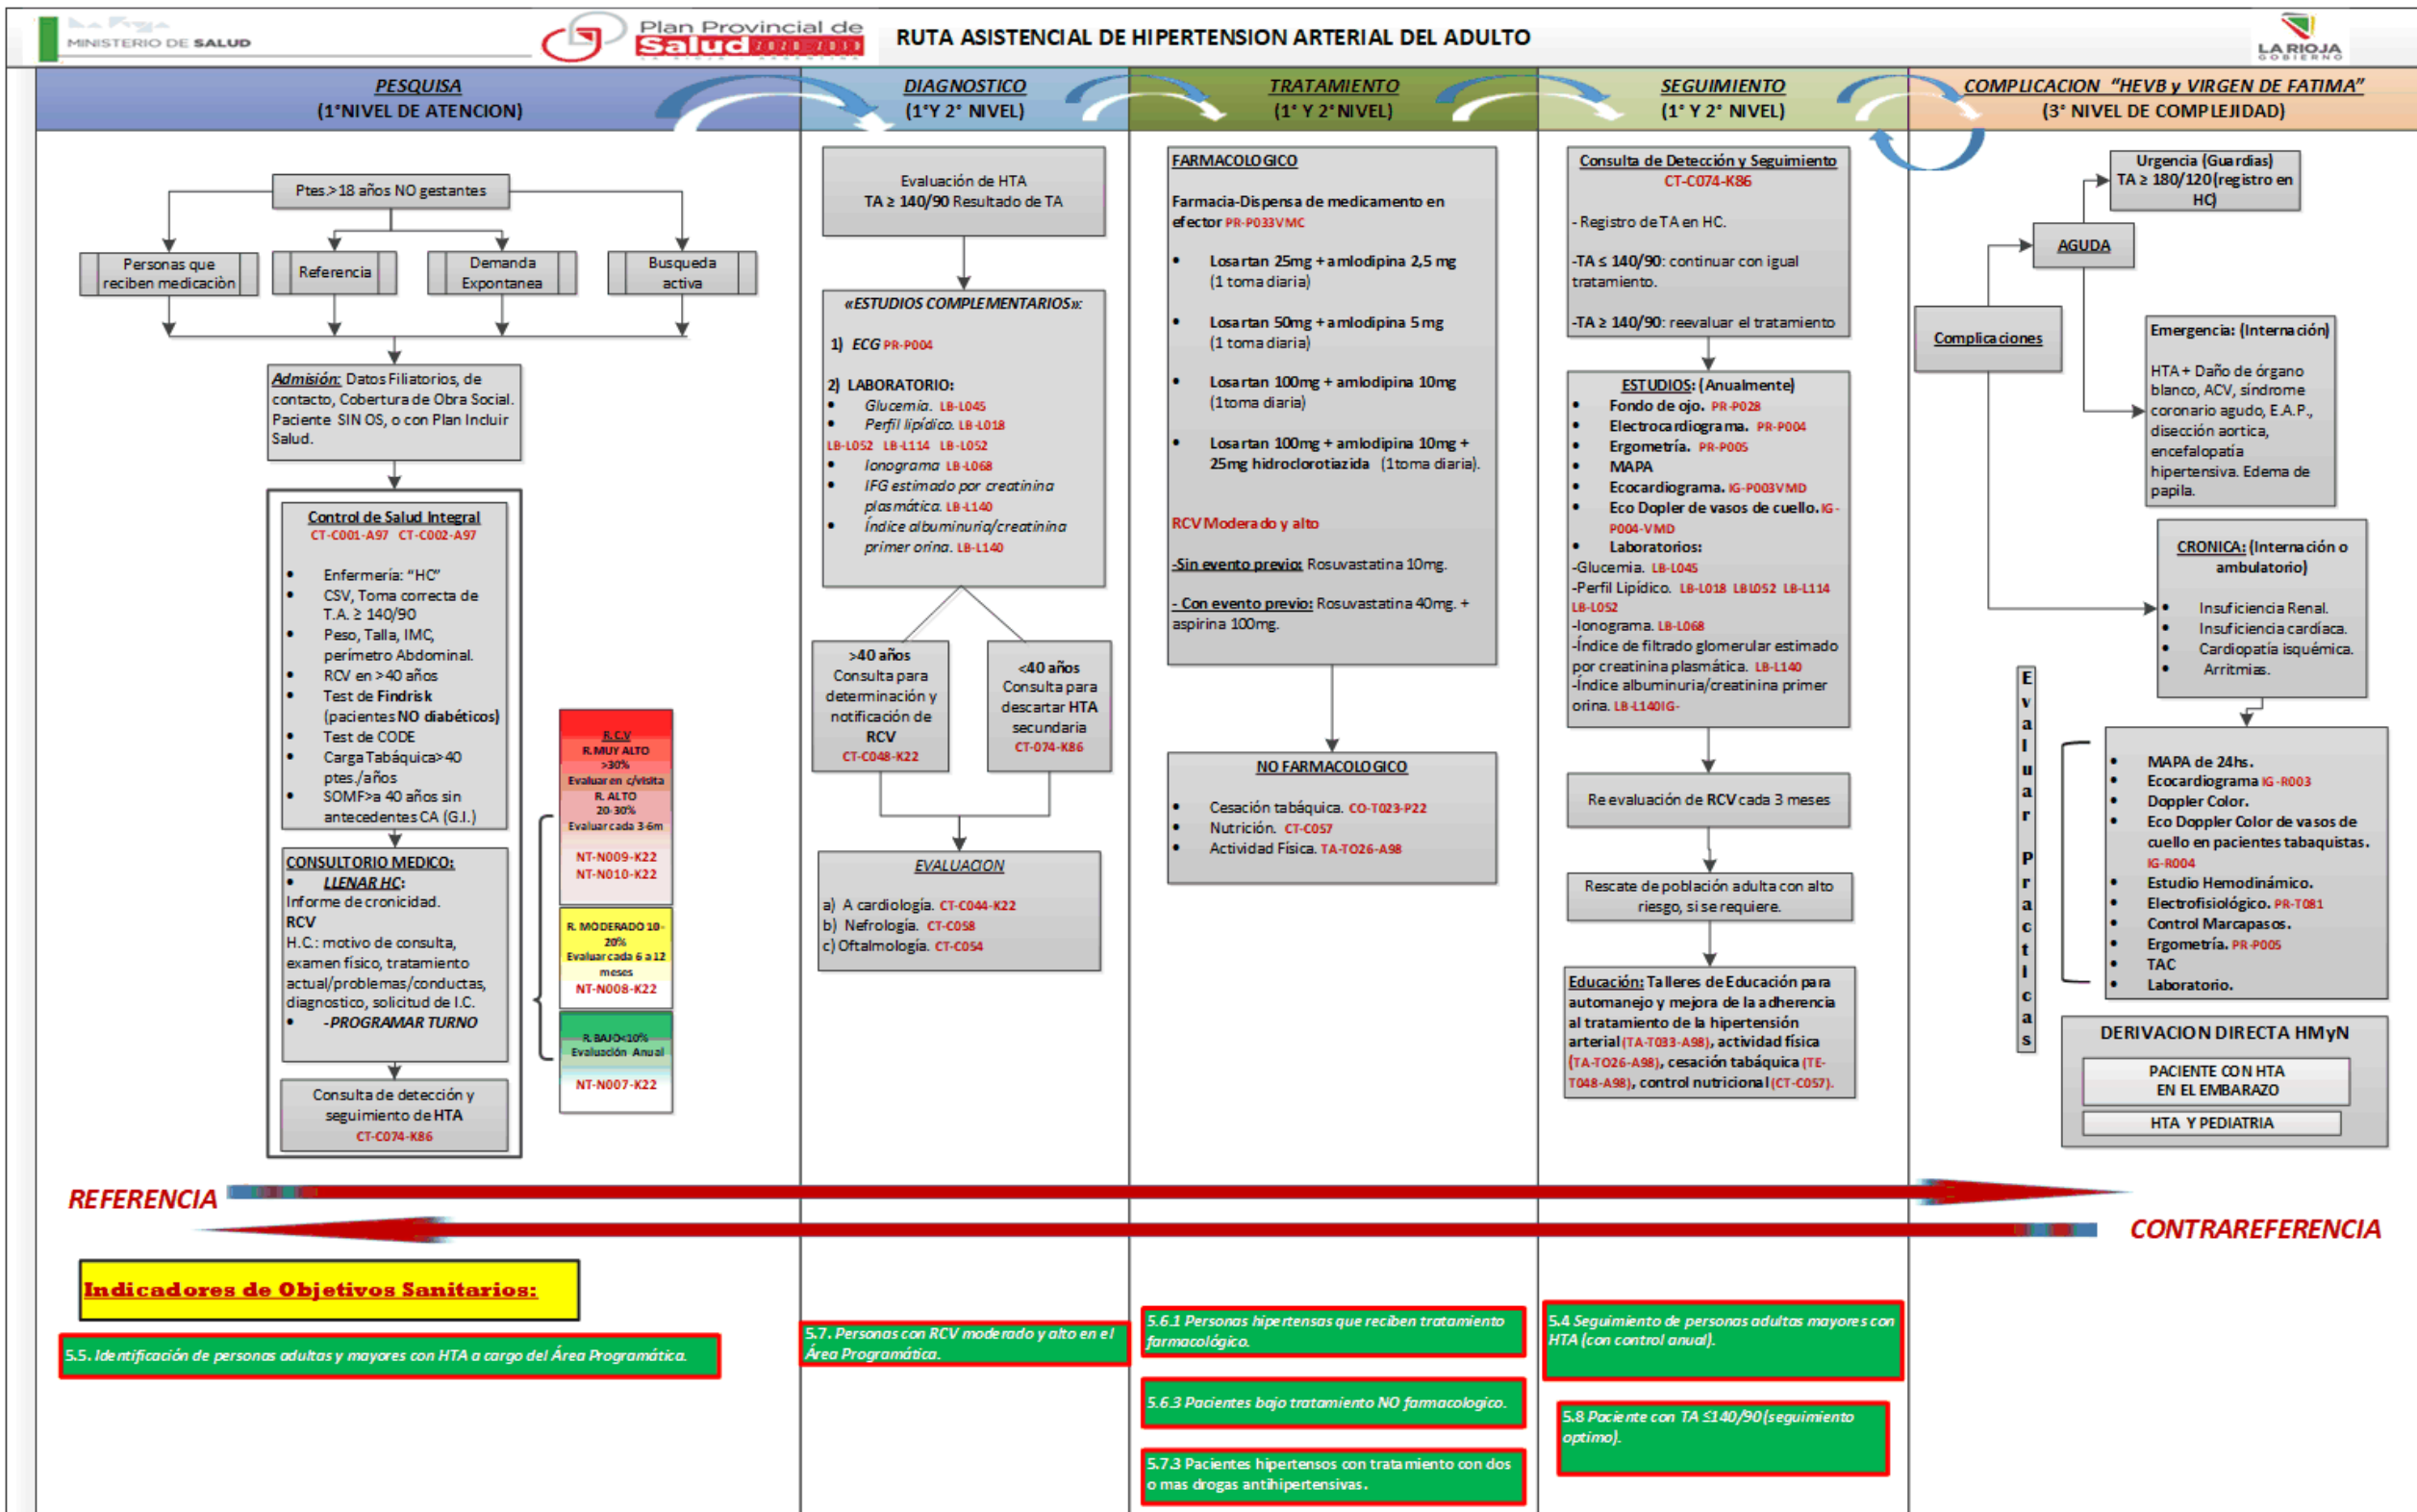 MINISTERIO DE SALUD
Plan Provincial de
Salud 2020-2030
LA RIOJA - ARGENTINA
RUTA ASISTENCIAL DE HIPERTENSION ARTERIAL DEL ADULTO
LA RIOJA
GOBIERNO
PESQUISA
(1°NIVEL DE ATENCION)
Ptes.>18 años NO gestantes
Personas que
reciben medicaciòn
Referencia
Demanda
Expontanea
Busqueda
activa
Admisión: Datos Filiatorios, de
contacto, Cobertura de Obra Social.
Paciente SIN OS, o con Plan Incluir
Salud.
Control de Salud Integral
CT-C001-A97 CT-C002-A97
• Enfermería: "HC"
• CSV, Toma correcta de
T.A. ≥ 140/90
• Peso, Talla, IMC,
perímetro Abdominal.
• RCV en >40 años
• Test de Findrisk
(pacientes NO diabéticos)
• Test de CODE
• Carga Tabáquica>40
ptes./años
• SOMF>a 40 años sin
antecedentes CA (G.I.)
CONSULTORIO MEDICO:
• LLENAR HC:
Informe de cronicidad.
RCV
H.C.: motivo de consulta,
examen físico, tratamiento
actual/problemas/conductas,
diagnostico, solicitud de I.C.
• -PROGRAMAR TURNO
Consulta de detección y
seguimiento de HTA
CT-C074-K86
R.C.V
R. MUY ALTO
>30%
Evaluar en c/visita
R. ALTO
20-30%
Evaluar cada 3-6m
NT-N009-K22
NT-N010-K22
R. MODERADO 10-
20%
Evaluar cada 6 a 12
meses
NT-N008-K22
R. BAJO<10%
Evaluación Anual
NT-N007-K22
DIAGNOSTICO
(1°Y 2° NIVEL)
Evaluación de HTA
TA ≥ 140/90 Resultado de TA
«ESTUDIOS COMPLEMENTARIOS»:
1) ECG PR-P004
2) LABORATORIO:
• Glucemia. LB-L045
• Perfil lipídico. LB-L018
LB-L052 LB-L114 LB-L052
• Ionograma LB-L068
• IFG estimado por creatinina
plasmática. LB-L140
• Índice albuminuria/creatinina
primer orina. LB-L140
>40 años
Consulta para
determinación y
notificación de
RCV
CT-C048-K22
<40 años
Consulta para
descartar HTA
secundaria
CT-074-K86
EVALUACION
a) A cardiología. CT-C044-K22
b) Nefrología. CT-C058
c) Oftalmología. CT-C054
TRATAMIENTO
(1° Y 2° NIVEL)
FARMACOLOGICO
Farmacia-Dispensa de medicamento en
efector PR-P033VMC
• Losartan 25mg + amlodipina 2,5 mg
(1 toma diaria)
• Losartan 50mg + amlodipina 5 mg
(1 toma diaria)
• Losartan 100mg + amlodipina 10mg
(1toma diaria)
• Losartan 100mg + amlodipina 10mg +
25mg hidroclorotiazida (1toma diaria).
RCV Moderado y alto
-Sin evento previo: Rosuvastatina 10mg.
- Con evento previo: Rosuvastatina 40mg. +
aspirina 100mg.
NO FARMACOLOGICO
• Cesación tabáquica. CO-T023-P22
• Nutrición. CT-C057
• Actividad Física. TA-TO26-A98
SEGUIMIENTO
(1° Y 2° NIVEL)
Consulta de Detección y Seguimiento
CT-C074-K86
- Registro de TA en HC.
-TA ≤ 140/90: continuar con igual
tratamiento.
-TA ≥ 140/90: reevaluar el tratamiento
ESTUDIOS: (Anualmente)
• Fondo de ojo. PR-P028
• Electrocardiograma. PR-P004
• Ergometría. PR-P005
• MAPA
• Ecocardiograma. IG-P003VMD
• Eco Dopler de vasos de cuello. IG-
P004-VMD
• Laboratorios:
-Glucemia. LB-L045
-Perfil Lipídico. LB-L018 LBL052 LB-L114
LB-L052
-Ionograma. LB-L068
-Índice de filtrado glomerular estimado
por creatinina plasmática. LB-L140
-Índice albuminuria/creatinina primer
orina. LB-L140IG-
Re evaluación de RCV cada 3 meses
Rescate de población adulta con alto
riesgo, si se requiere.
Educación: Talleres de Educación para
automanejo y mejora de la adherencia
al tratamiento de la hipertensión
arterial (TA-T033-A98), actividad física
(TA-TO26-A98), cesación tabáquica (TE-
T048-A98), control nutricional (CT-C057).
COMPLICACION "HEVB y VIRGEN DE FATIMA"
(3° NIVEL DE COMPLEJIDAD)
Urgencia (Guardias)
TA ≥ 180/120 (registro en
HC)
AGUDA
Complicaciones
Emergencia: (Internación)
HTA + Daño de órgano
blanco, ACV, síndrome
coronario agudo, E.A.P.,
disección aortica,
encefalopatía
hipertensiva. Edema de
papila.
CRONICA: (Internación o
ambulatorio)
• Insuficiencia Renal.
• Insuficiencia cardíaca.
• Cardiopatía isquémica.
• Arritmias.
Evaluar Practicas
• MAPA de 24hs.
• Ecocardiograma IG-R003
• Doppler Color.
• Eco Doppler Color de vasos de
cuello en pacientes tabaquistas.
IG-R004
• Estudio Hemodinámico.
• Electrofisiológico. PR-T081
• Control Marcapasos.
• Ergometría. PR-P005
• TAC
• Laboratorio.
DERIVACION DIRECTA HMyN
PACIENTE CON HTA
EN EL EMBARAZO
HTA Y PEDIATRIA
REFERENCIA
CONTRAREFERENCIA
Indicadores de Objetivos Sanitarios:
5.5. Identificación de personas adultas y mayores con HTA a cargo del Área Programática.
5.7. Personas con RCV moderado y alto en el
Área Programática.
5.6.1 Personas hipertensas que reciben tratamiento
farmacológico.
5.6.3 Pacientes bajo tratamiento NO farmacologico.
5.7.3 Pacientes hipertensos con tratamiento con dos
o mas drogas antihipertensivas.
5.4 Seguimiento de personas adultas mayores con
HTA (con control anual).
5.8 Paciente con TA ≤140/90 (seguimiento
optimo).